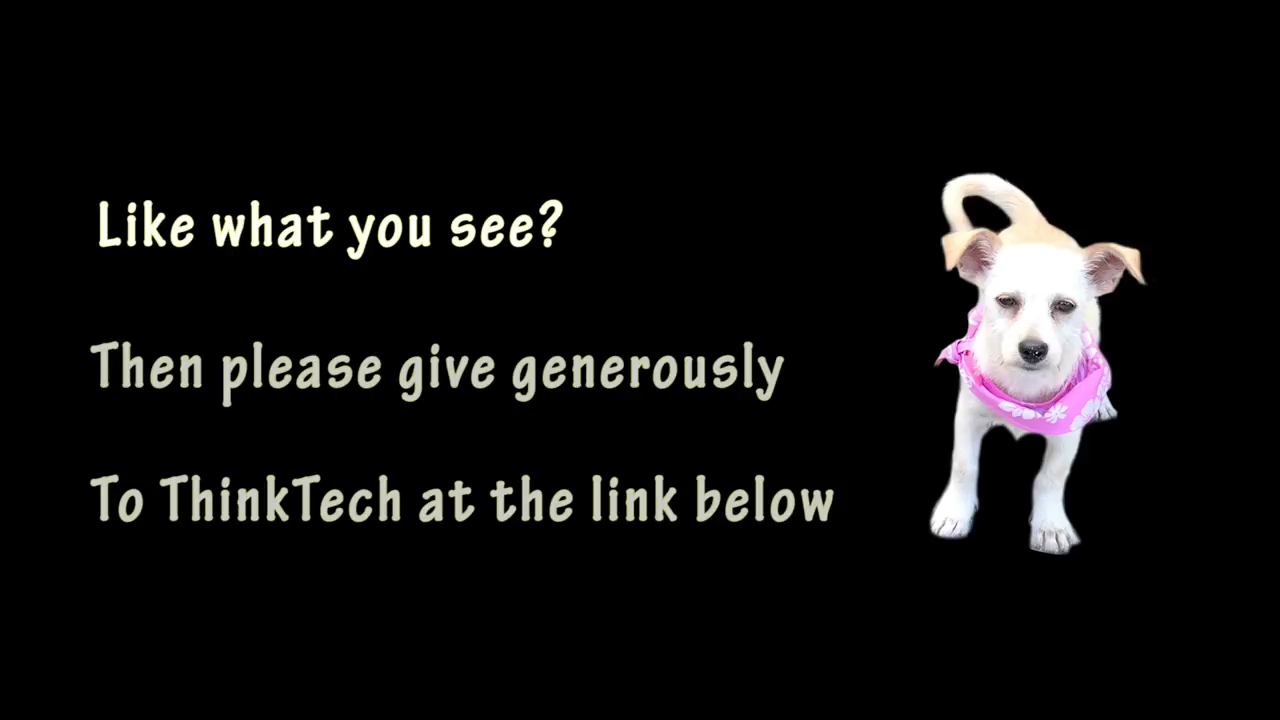 Like what you see?
Then please give generously
To ThinkTech at the link below